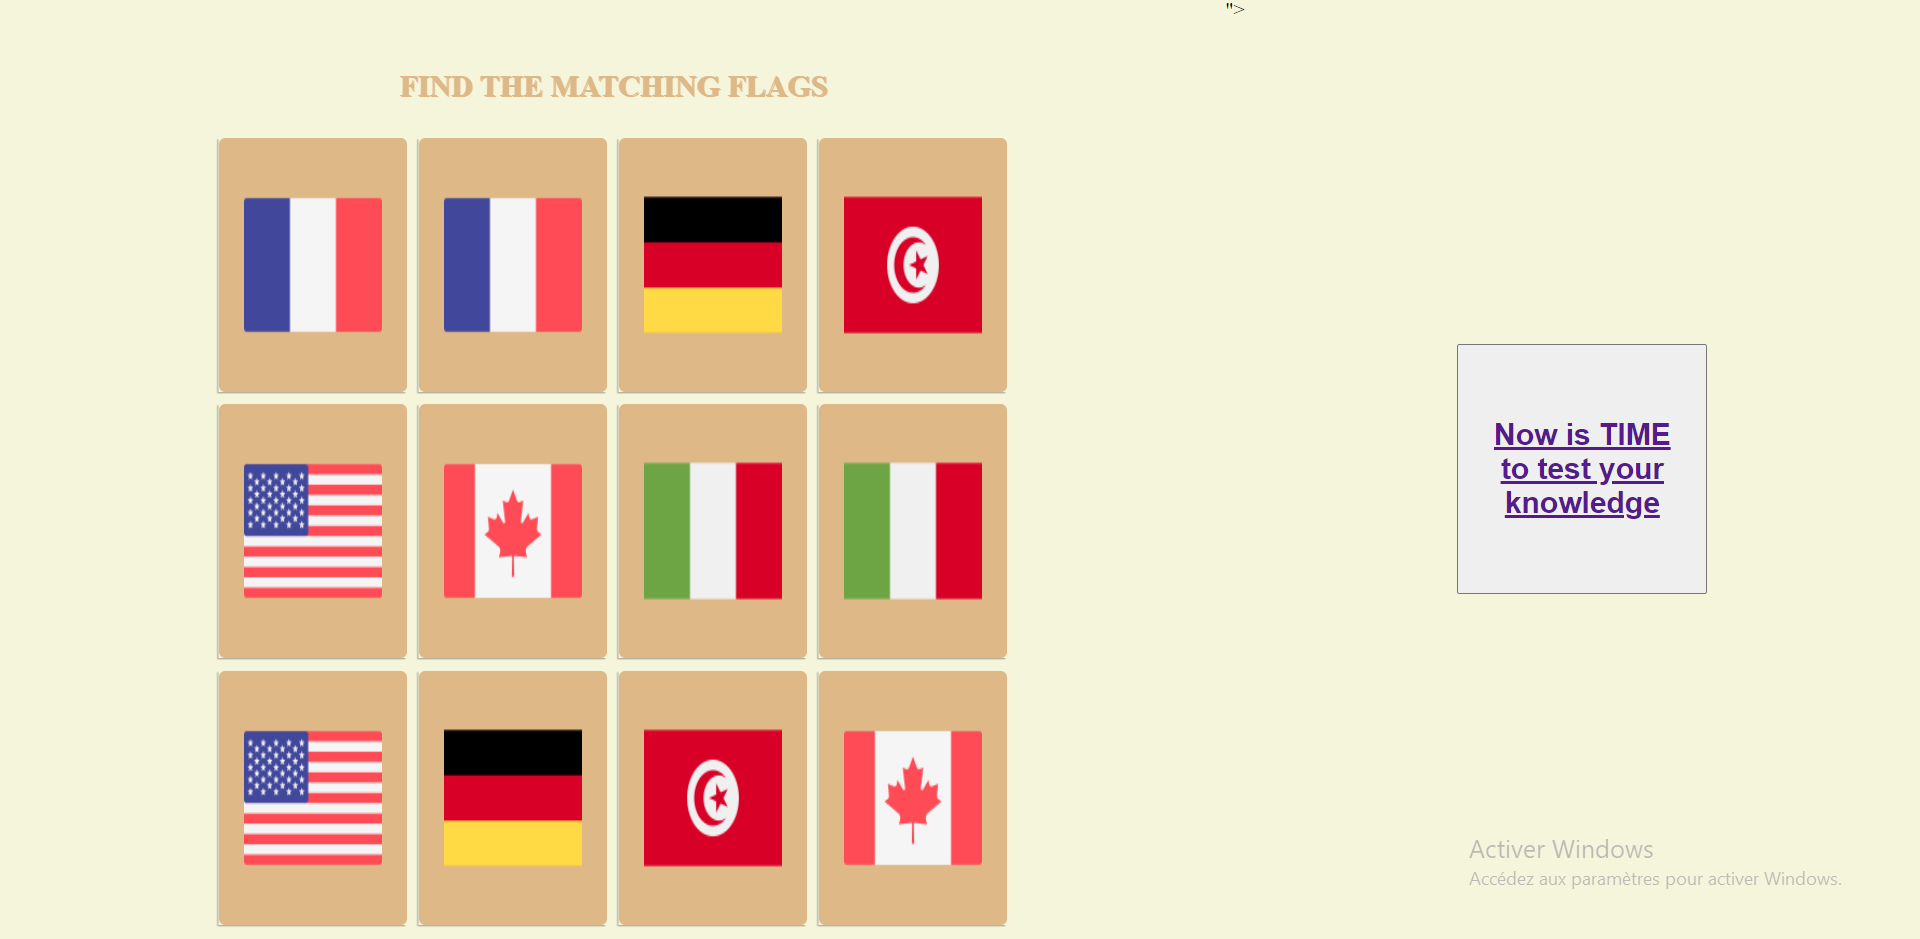 ">
FIND THE MATCHING FLAGS
Now is TIME
to test your
knowledge
Activer Windows
Accédez aux paramètres pour activer Windows.